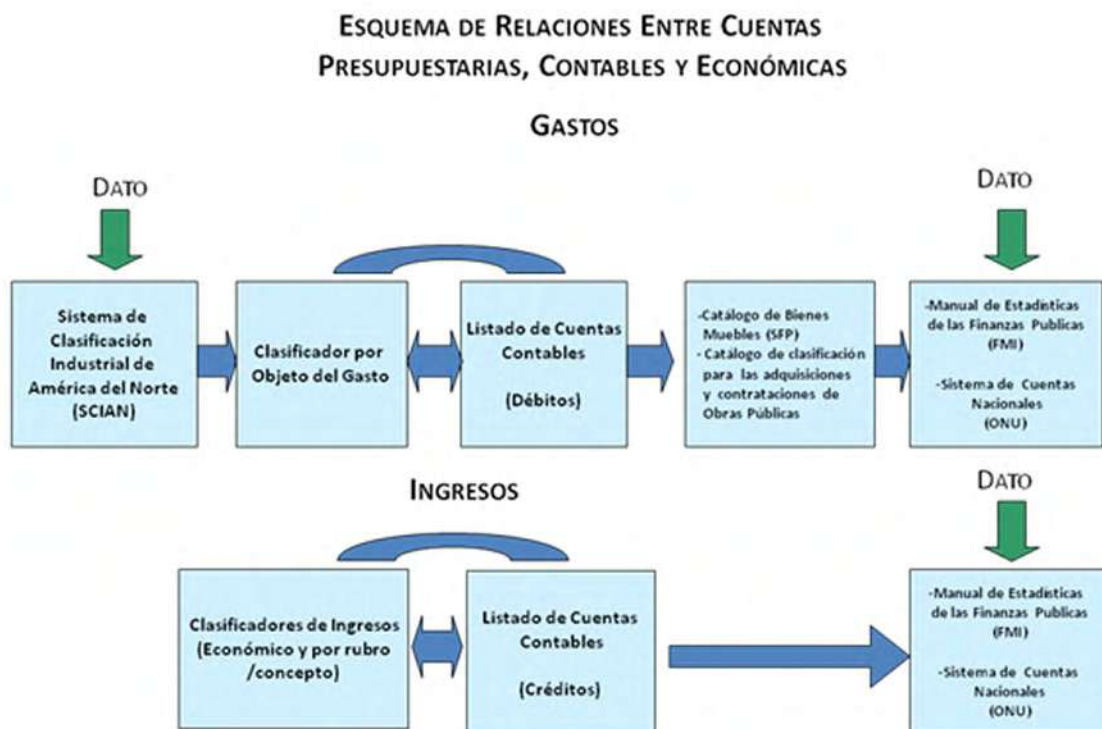 ESQUEMA DE RELACIONES ENTRE CUENTAS
PRESUPUESTARIAS, CONTABLES Y ECONÓMICAS
GASTOS
DATO
DATO
Sistema de
Clasificación
Industrial de
América del Norte
(SCIAN)
Clasificador por
Objeto del Gasto
Listado de Cuentas
Contables
(Débitos)
-Catálogo de Bienes
Muebles (SFP)
- Catálogo de clasificación
para las adquisiciones
y contrataciones de
Obras Públicas
-Manual de Estadísticas
de las Finanzas Publicas
(FMI)
-Sistema de Cuentas
Nacionales
(ONU)
INGRESOS
DATO
Clasificadores de Ingresos
(Económico y por rubro
/concepto)
Listado de Cuentas
Contables
(Créditos)
-Manual de Estadísticas
de las Finanzas Publicas
(FMI)
-Sistema de Cuentas
Nacionales
(ONU)